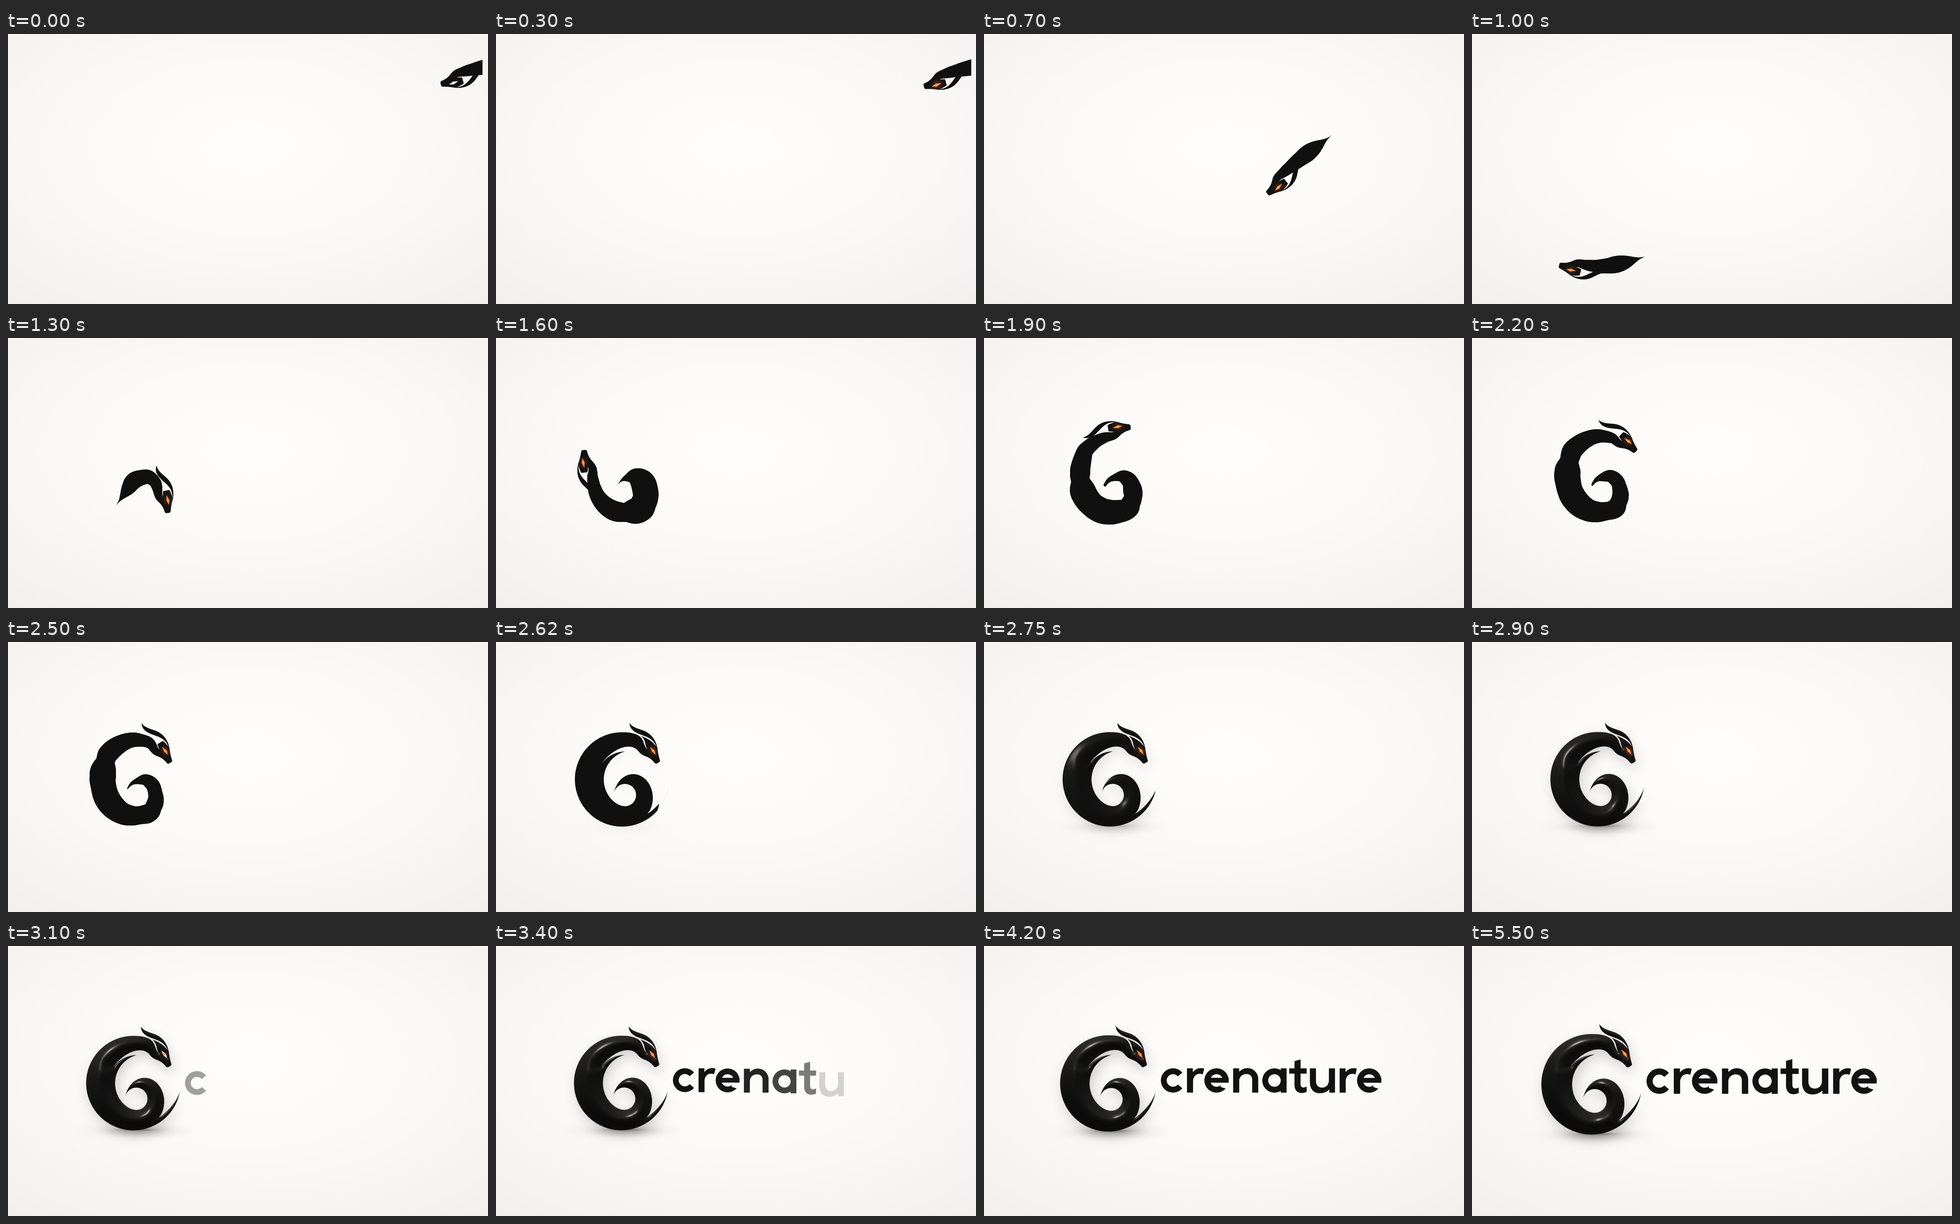 t=0.00 s
t=0.30 s
t=0.70 s
t=1.00 s
t=1.30 s
t=1.60 s
t=1.90 s
t=2.20 s
t=2.50 s
t=2.62 s
t=2.75 s
t=2.90 s
t=3.10 s
t=3.40 s
t=4.20 s
t=5.50 s
c
crenatu
crenature
crenature